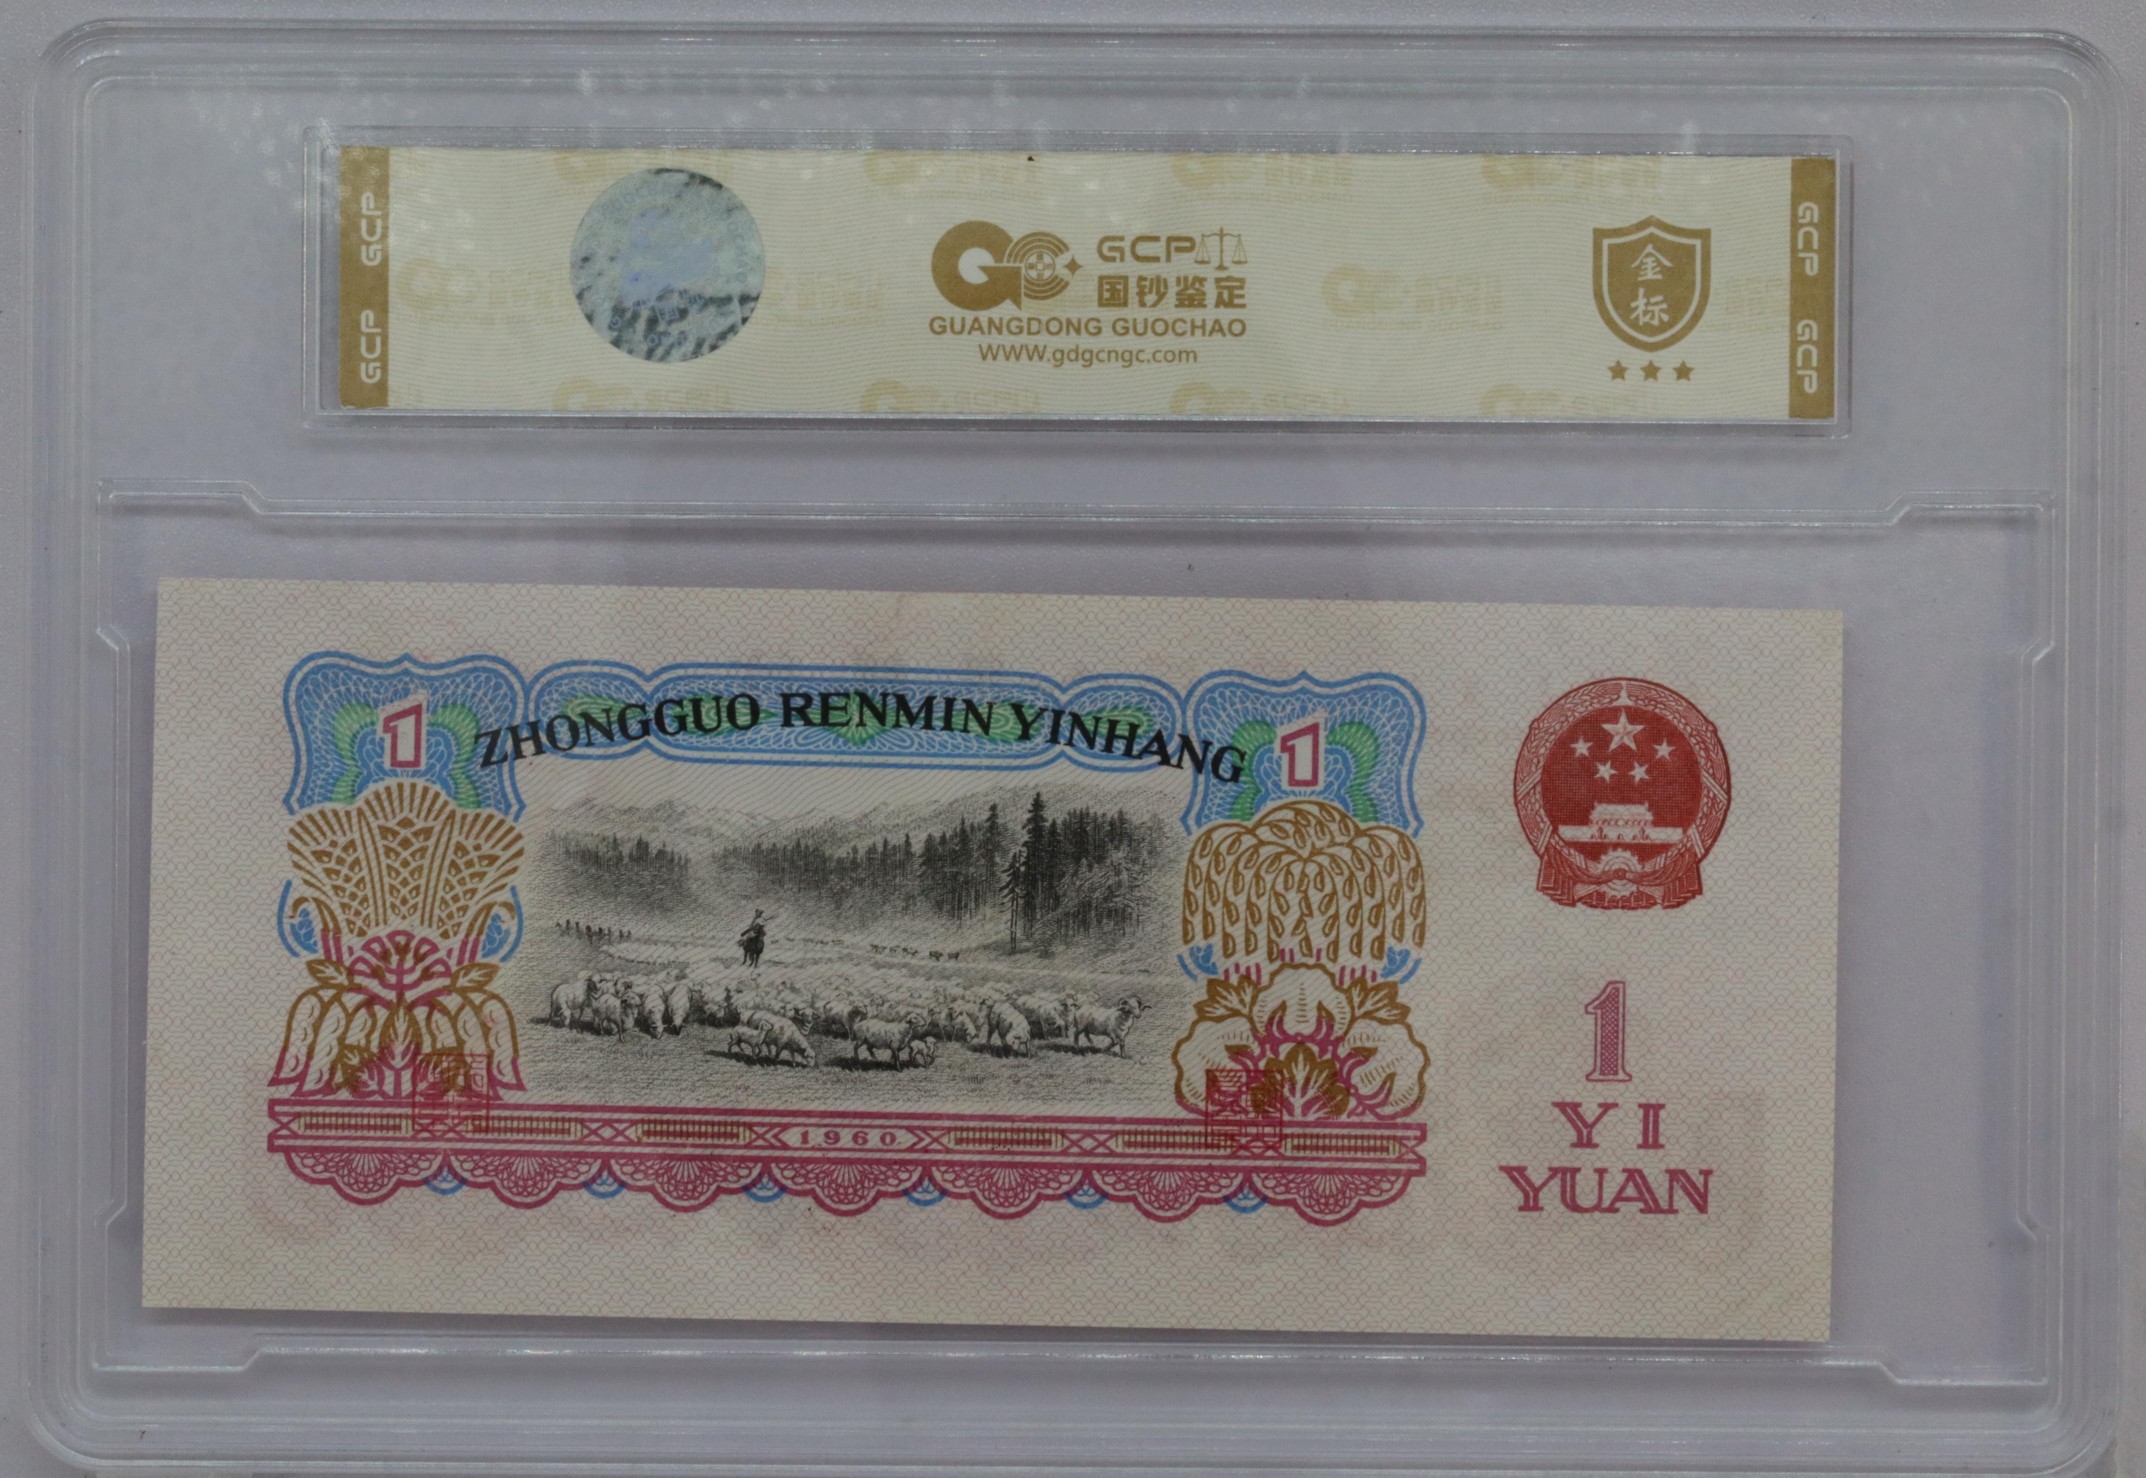 GCP GCP
GCP
国钞鉴定
GUANGDONG GUOCHAO
WWW.gdgcngc.com
金
标
GCP GCP
1
ZHONGGUO RENMIN YINHANG
1
1960
1
YI
YUAN